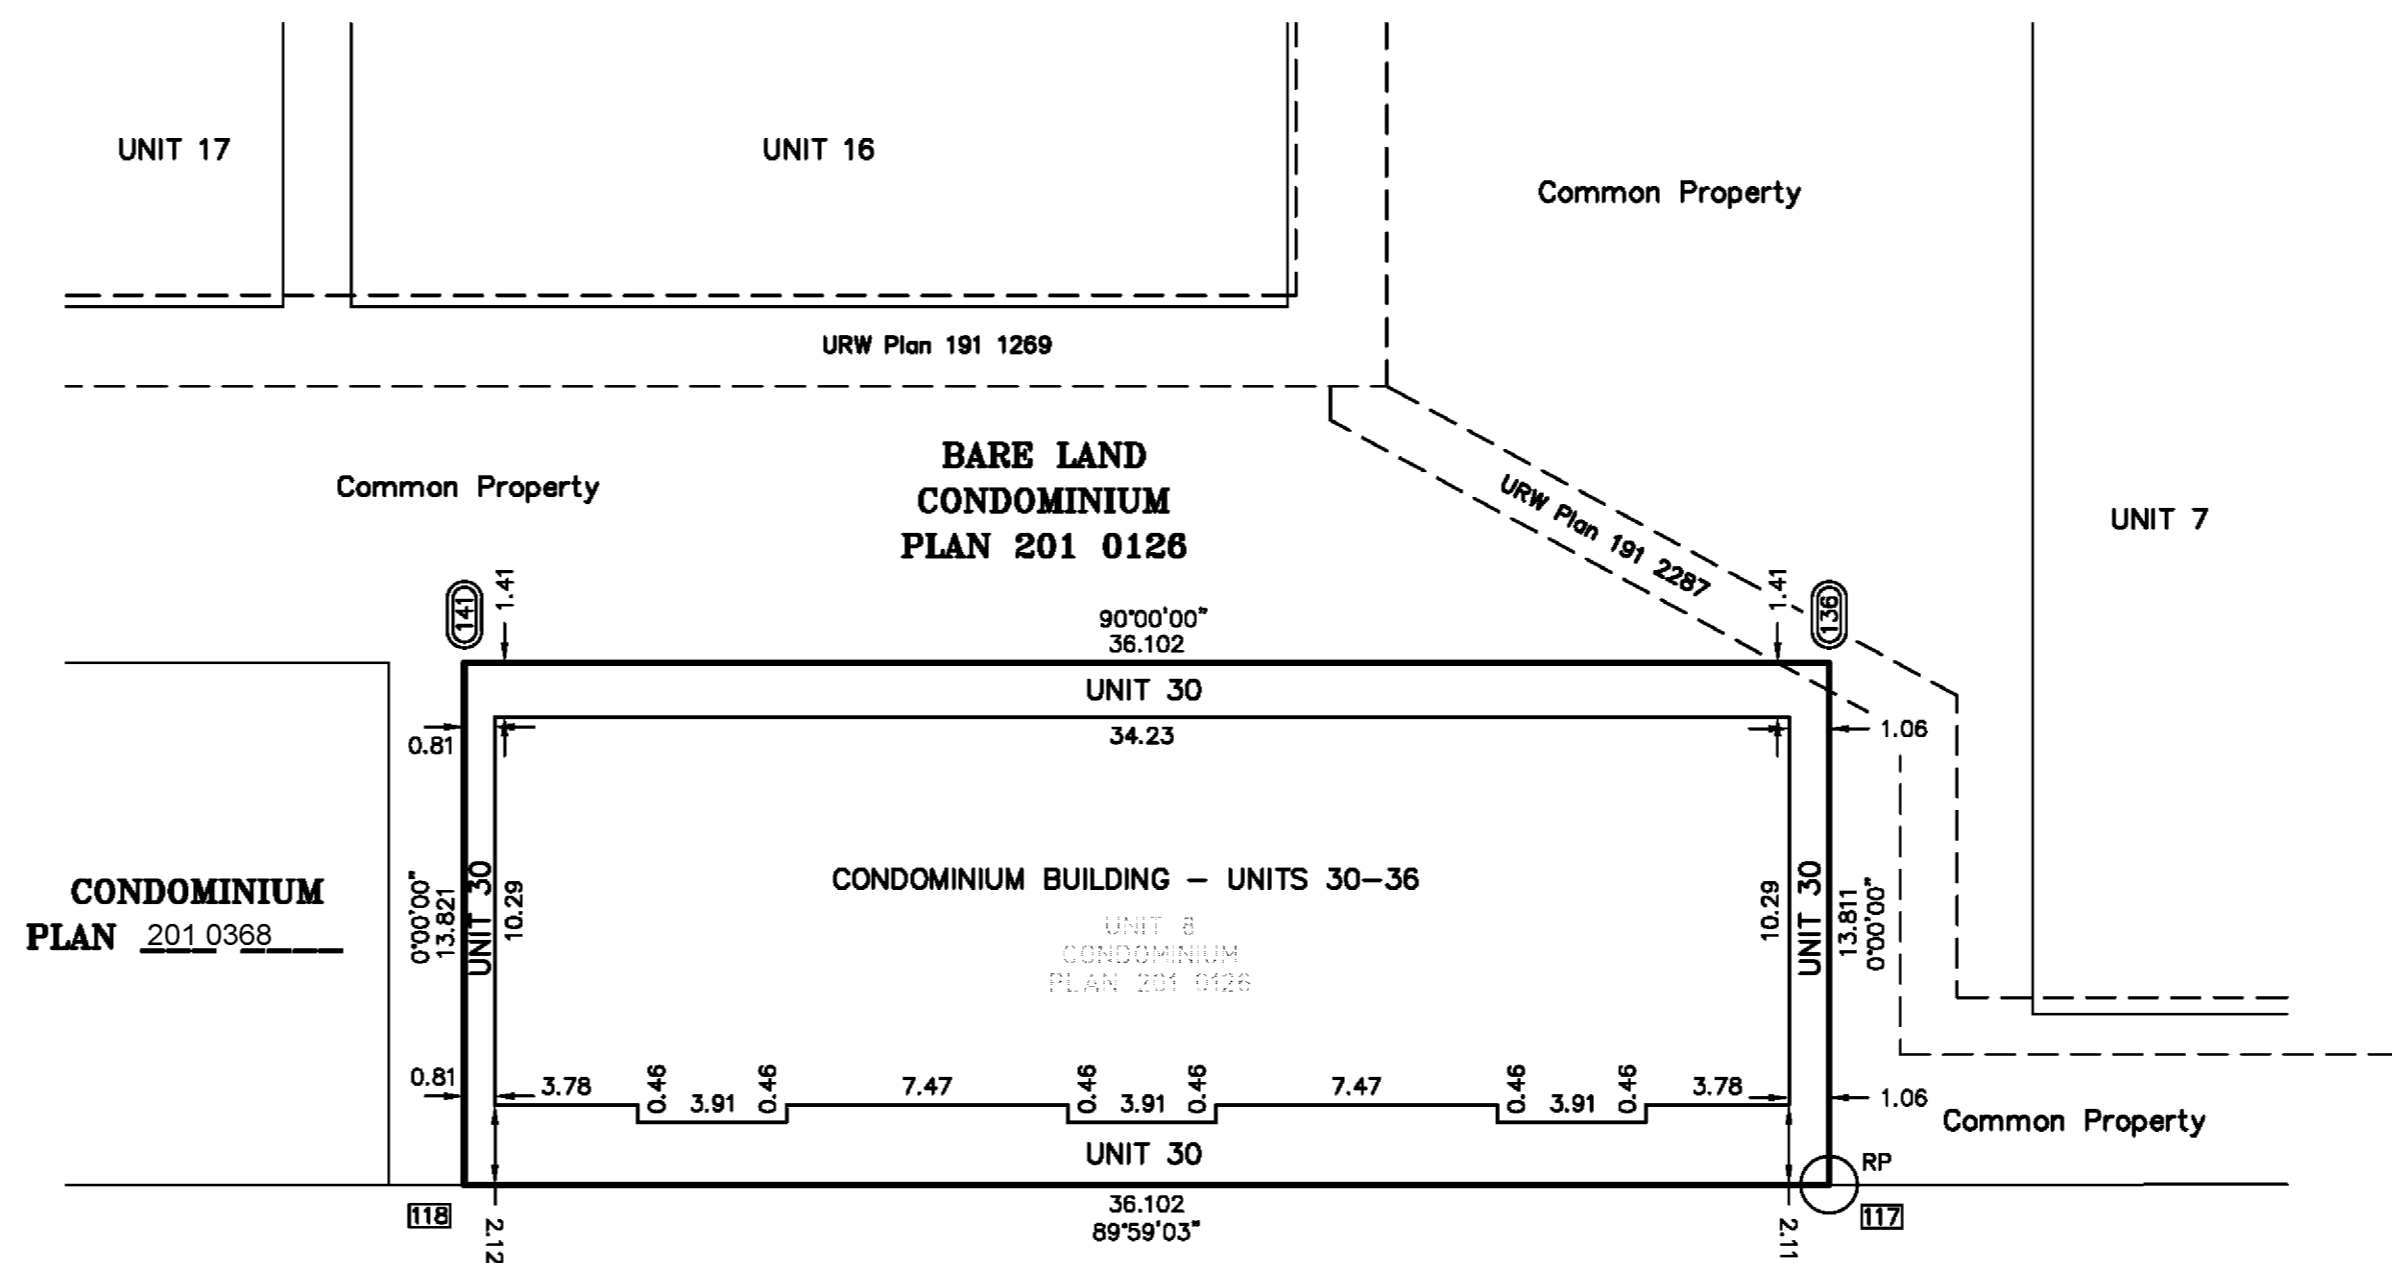 UNIT 17
UNIT 16
Common Property
URW Plan 191 1269
BARE LAND
CONDOMINIUM
PLAN 201 0126
Common Property
URW Plan 191 2287
UNIT 7
141
1.41
90°00'00"
36.102
1.41
136
UNIT 30
0.81
34.23
1.06
CONDOMINIUM
PLAN 201 0368
0°00'00"
13.821
UNIT 30
10.29
CONDOMINIUM BUILDING – UNITS 30–36
UNIT 8
CONDOMINIUM
PLAN 201 0126
10.29
UNIT 30
13.811
0°00'00"
0.81
3.78
0.46
3.91
0.46
7.47
0.46
3.91
0.46
7.47
0.46
3.91
0.46
3.78
1.06
Common Property
UNIT 30
RP
118
2.12
36.102
89°59'03"
2.11
117